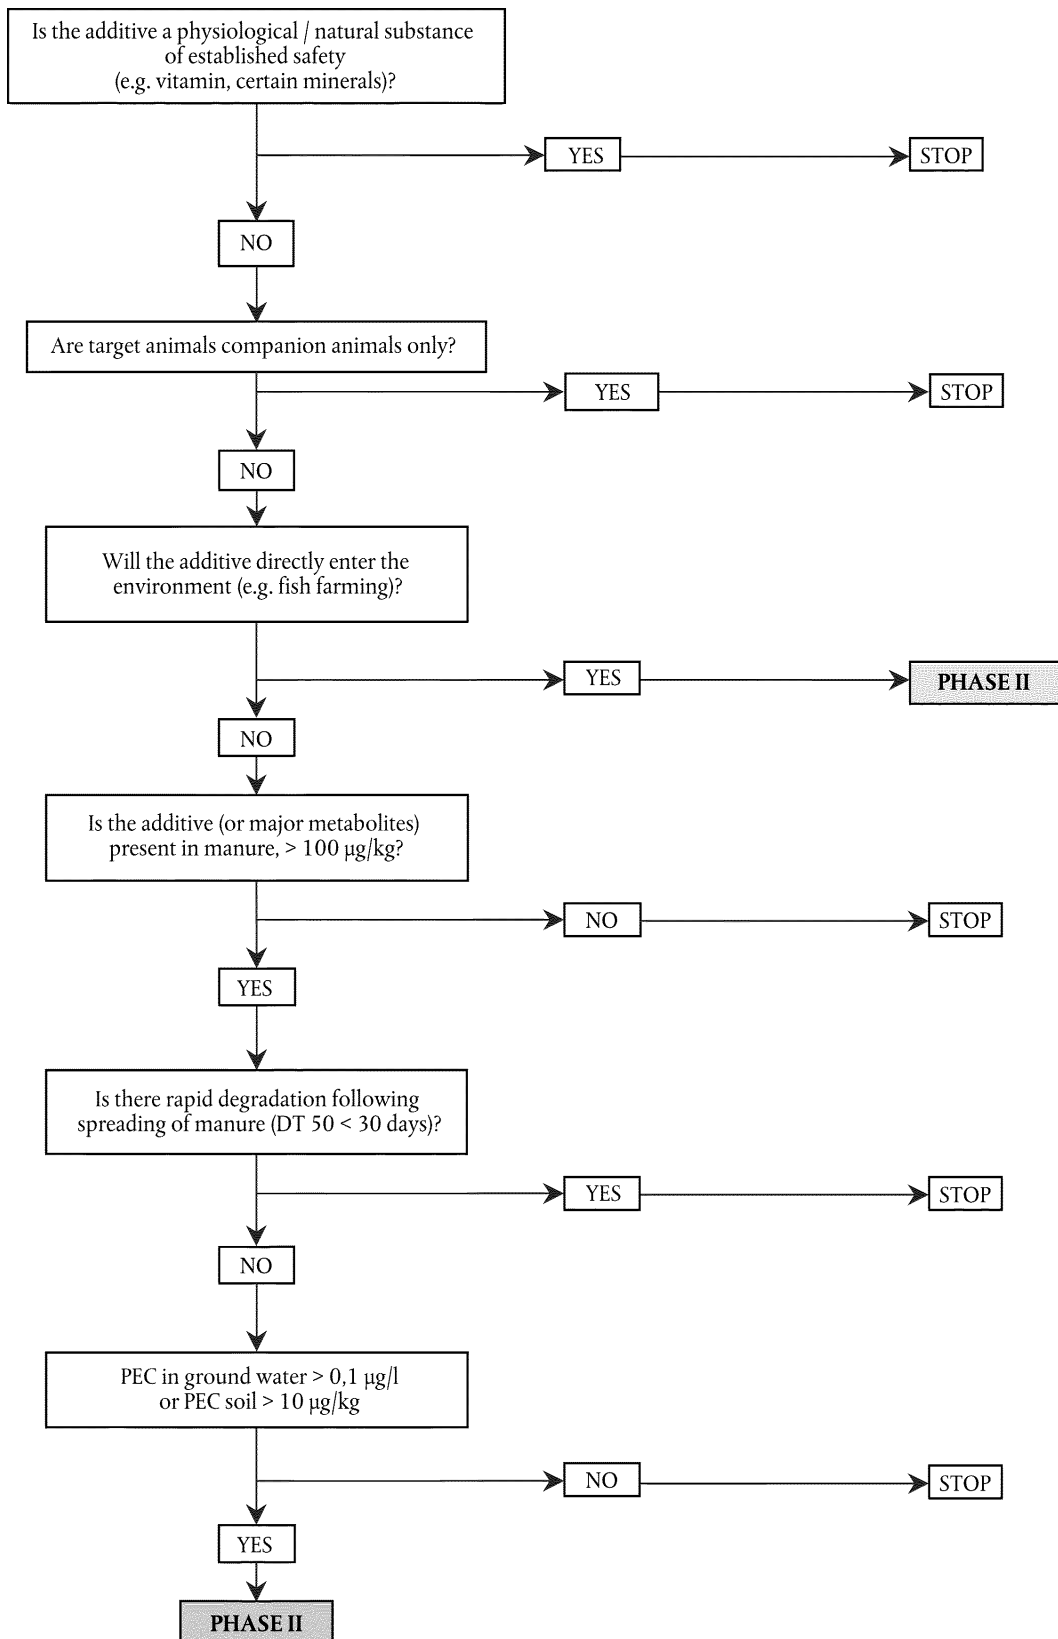 Is the additive a physiological / natural substance
of established safety
(e.g. vitamin, certain minerals)?
YES
STOP
NO
Are target animals companion animals only?
YES
STOP
NO
Will the additive directly enter the
environment (e.g. fish farming)?
YES
PHASE II
NO
Is the additive (or major metabolites)
present in manure, > 100 µg/kg?
NO
STOP
YES
Is there rapid degradation following
spreading of manure (DT 50 < 30 days)?
YES
STOP
NO
PEC in ground water > 0,1 µg/l
or PEC soil > 10 µg/kg
NO
STOP
YES
PHASE II